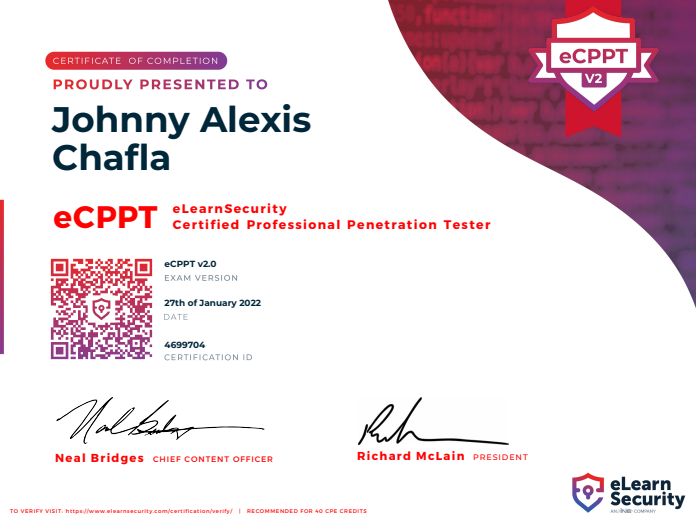 CERTIFICATE OF COMPLETION
eCPPT
V2
PROUDLY PRESENTED TO
Johnny Alexis
Chafla
eCPPT
eLearnSecurity
Certified Professional Penetration Tester
eCPPT v2.0
EXAM VERSION
27th of January 2022
DATE
4699704
CERTIFICATION ID
Neal Bridges CHIEF CONTENT OFFICER
Richard McLain PRESIDENT
eLearn
Security
AN INE COMPANY
TO VERIFY VISIT: https://www.elearnsecurity.com/certification/verify/ | RECOMMENDED FOR 40 CPE CREDITS